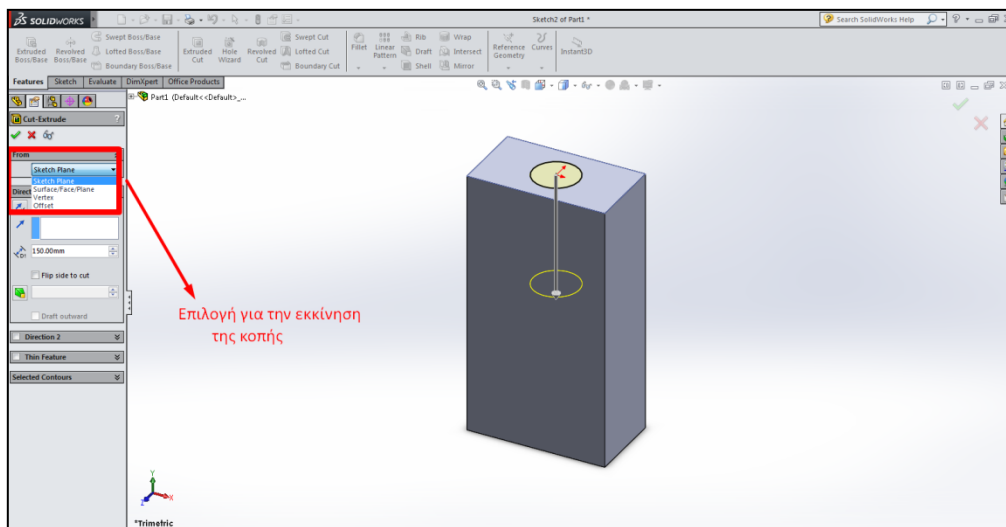 SOLIDWORKS
Sketch2 of Part1 *
Search SolidWorks Help
Extruded Boss/Base
Revolved Boss/Base
Swept Boss/Base
Lofted Boss/Base
Boundary Boss/Base
Extruded Cut
Hole Wizard
Revolved Cut
Swept Cut
Lofted Cut
Boundary Cut
Fillet
Linear Pattern
Rib
Draft
Shell
Wrap
Intersect
Mirror
Reference Geometry
Curves
Instant3D
Features
Sketch
Evaluate
DimXpert
Office Products
Part1 (Default<<Default>_...
Cut-Extrude
?
From
Sketch Plane
Sketch Plane
Surface/Face/Plane
Vertex
Offset
Direct
150.00mm
Flip side to cut
Draft outward
Direction 2
Thin Feature
Selected Contours
Επιλογή για την εκκίνηση
της κοπής
Y
X
Z
*Trimetric